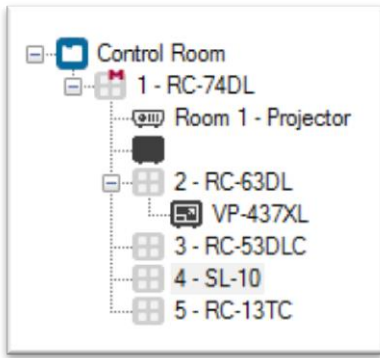 Control Room
1 - RC-74DL
Room 1 - Projector
2 - RC-63DL
VP-437XL
3 - RC-53DLC
4 - SL-10
5 - RC-13TC